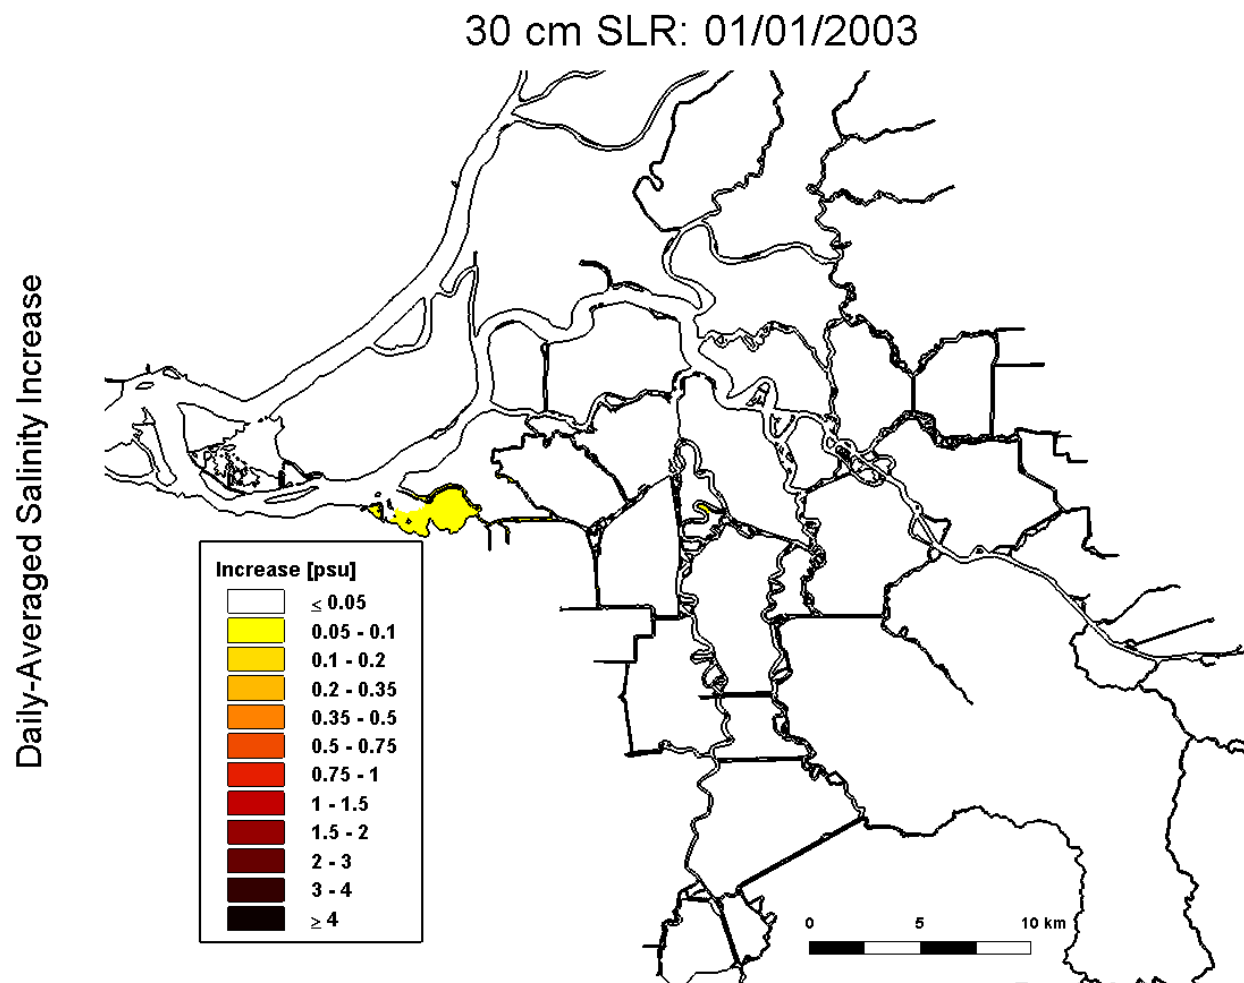 30 cm SLR: 01/01/2003
Daily-Averaged Salinity Increase
Increase [psu]
≤ 0.05
0.05 - 0.1
0.1 - 0.2
0.2 - 0.35
0.35 - 0.5
0.5 - 0.75
0.75 - 1
1 - 1.5
1.5 - 2
2 - 3
3 - 4
≥ 4
0 5 10 km